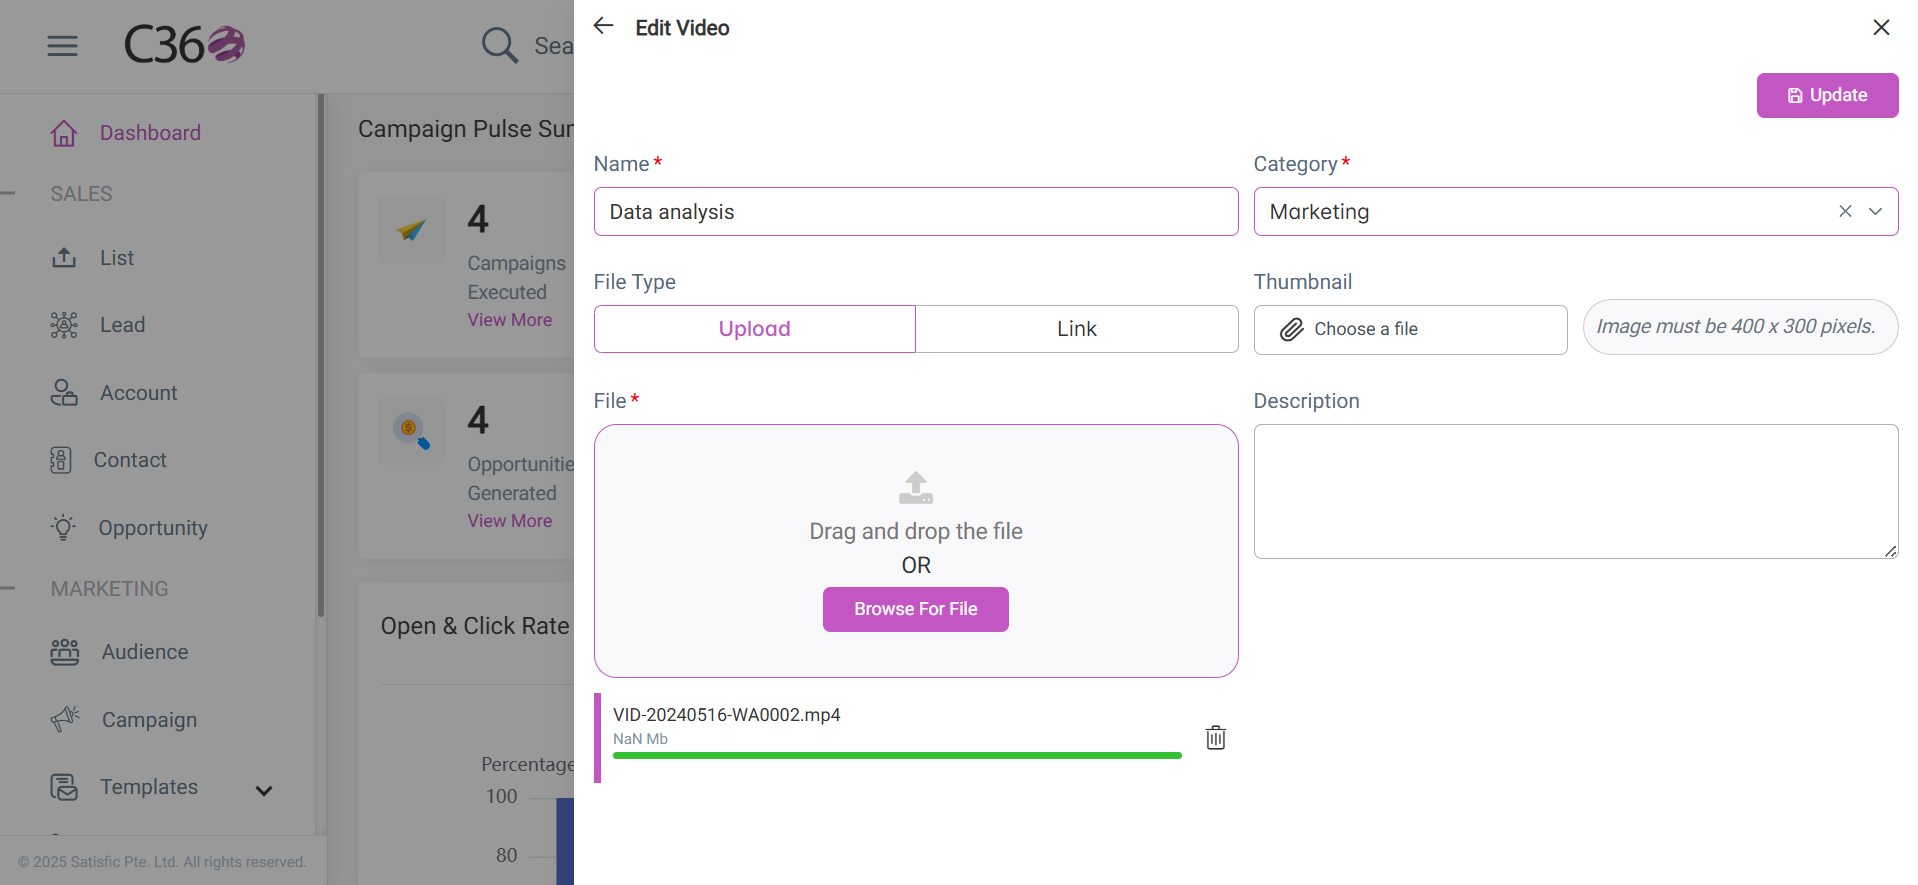 C360
Sea
Edit Video
Update
Dashboard
SALES
List
Lead
Account
Contact
Opportunity
MARKETING
Audience
Campaign
Templates
© 2025 Satisfic Pte. Ltd. All rights reserved.
Campaign Pulse Sun
4
Campaigns
Executed
View More
4
Opportunitie
Generated
View More
Open & Click Rate
Percentage
100
80
Name *
Data analysis
Category *
Marketing
File Type
Upload
Link
Thumbnail
Choose a file
Image must be 400 x 300 pixels.
File *
Drag and drop the file
OR
Browse For File
Description
VID-20240516-WA0002.mp4
NaN Mb